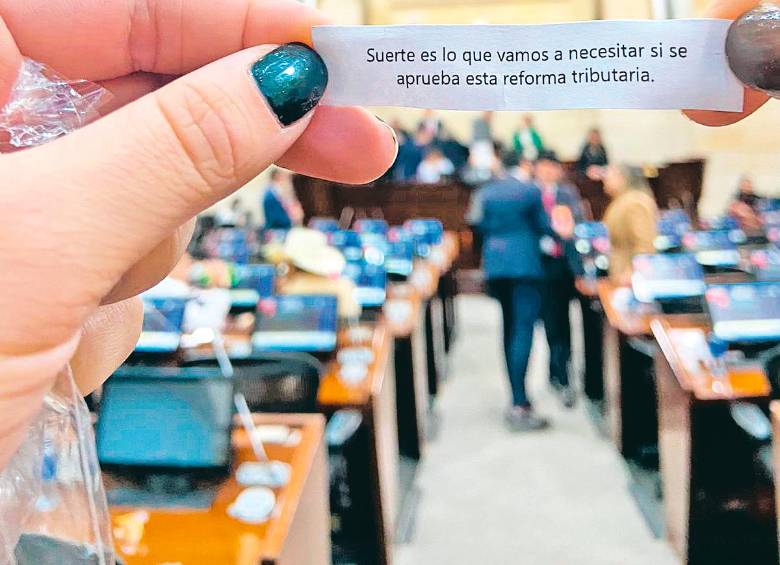 Suerte es lo que vamos a necesitar si se
aprueba esta reforma tributaria.